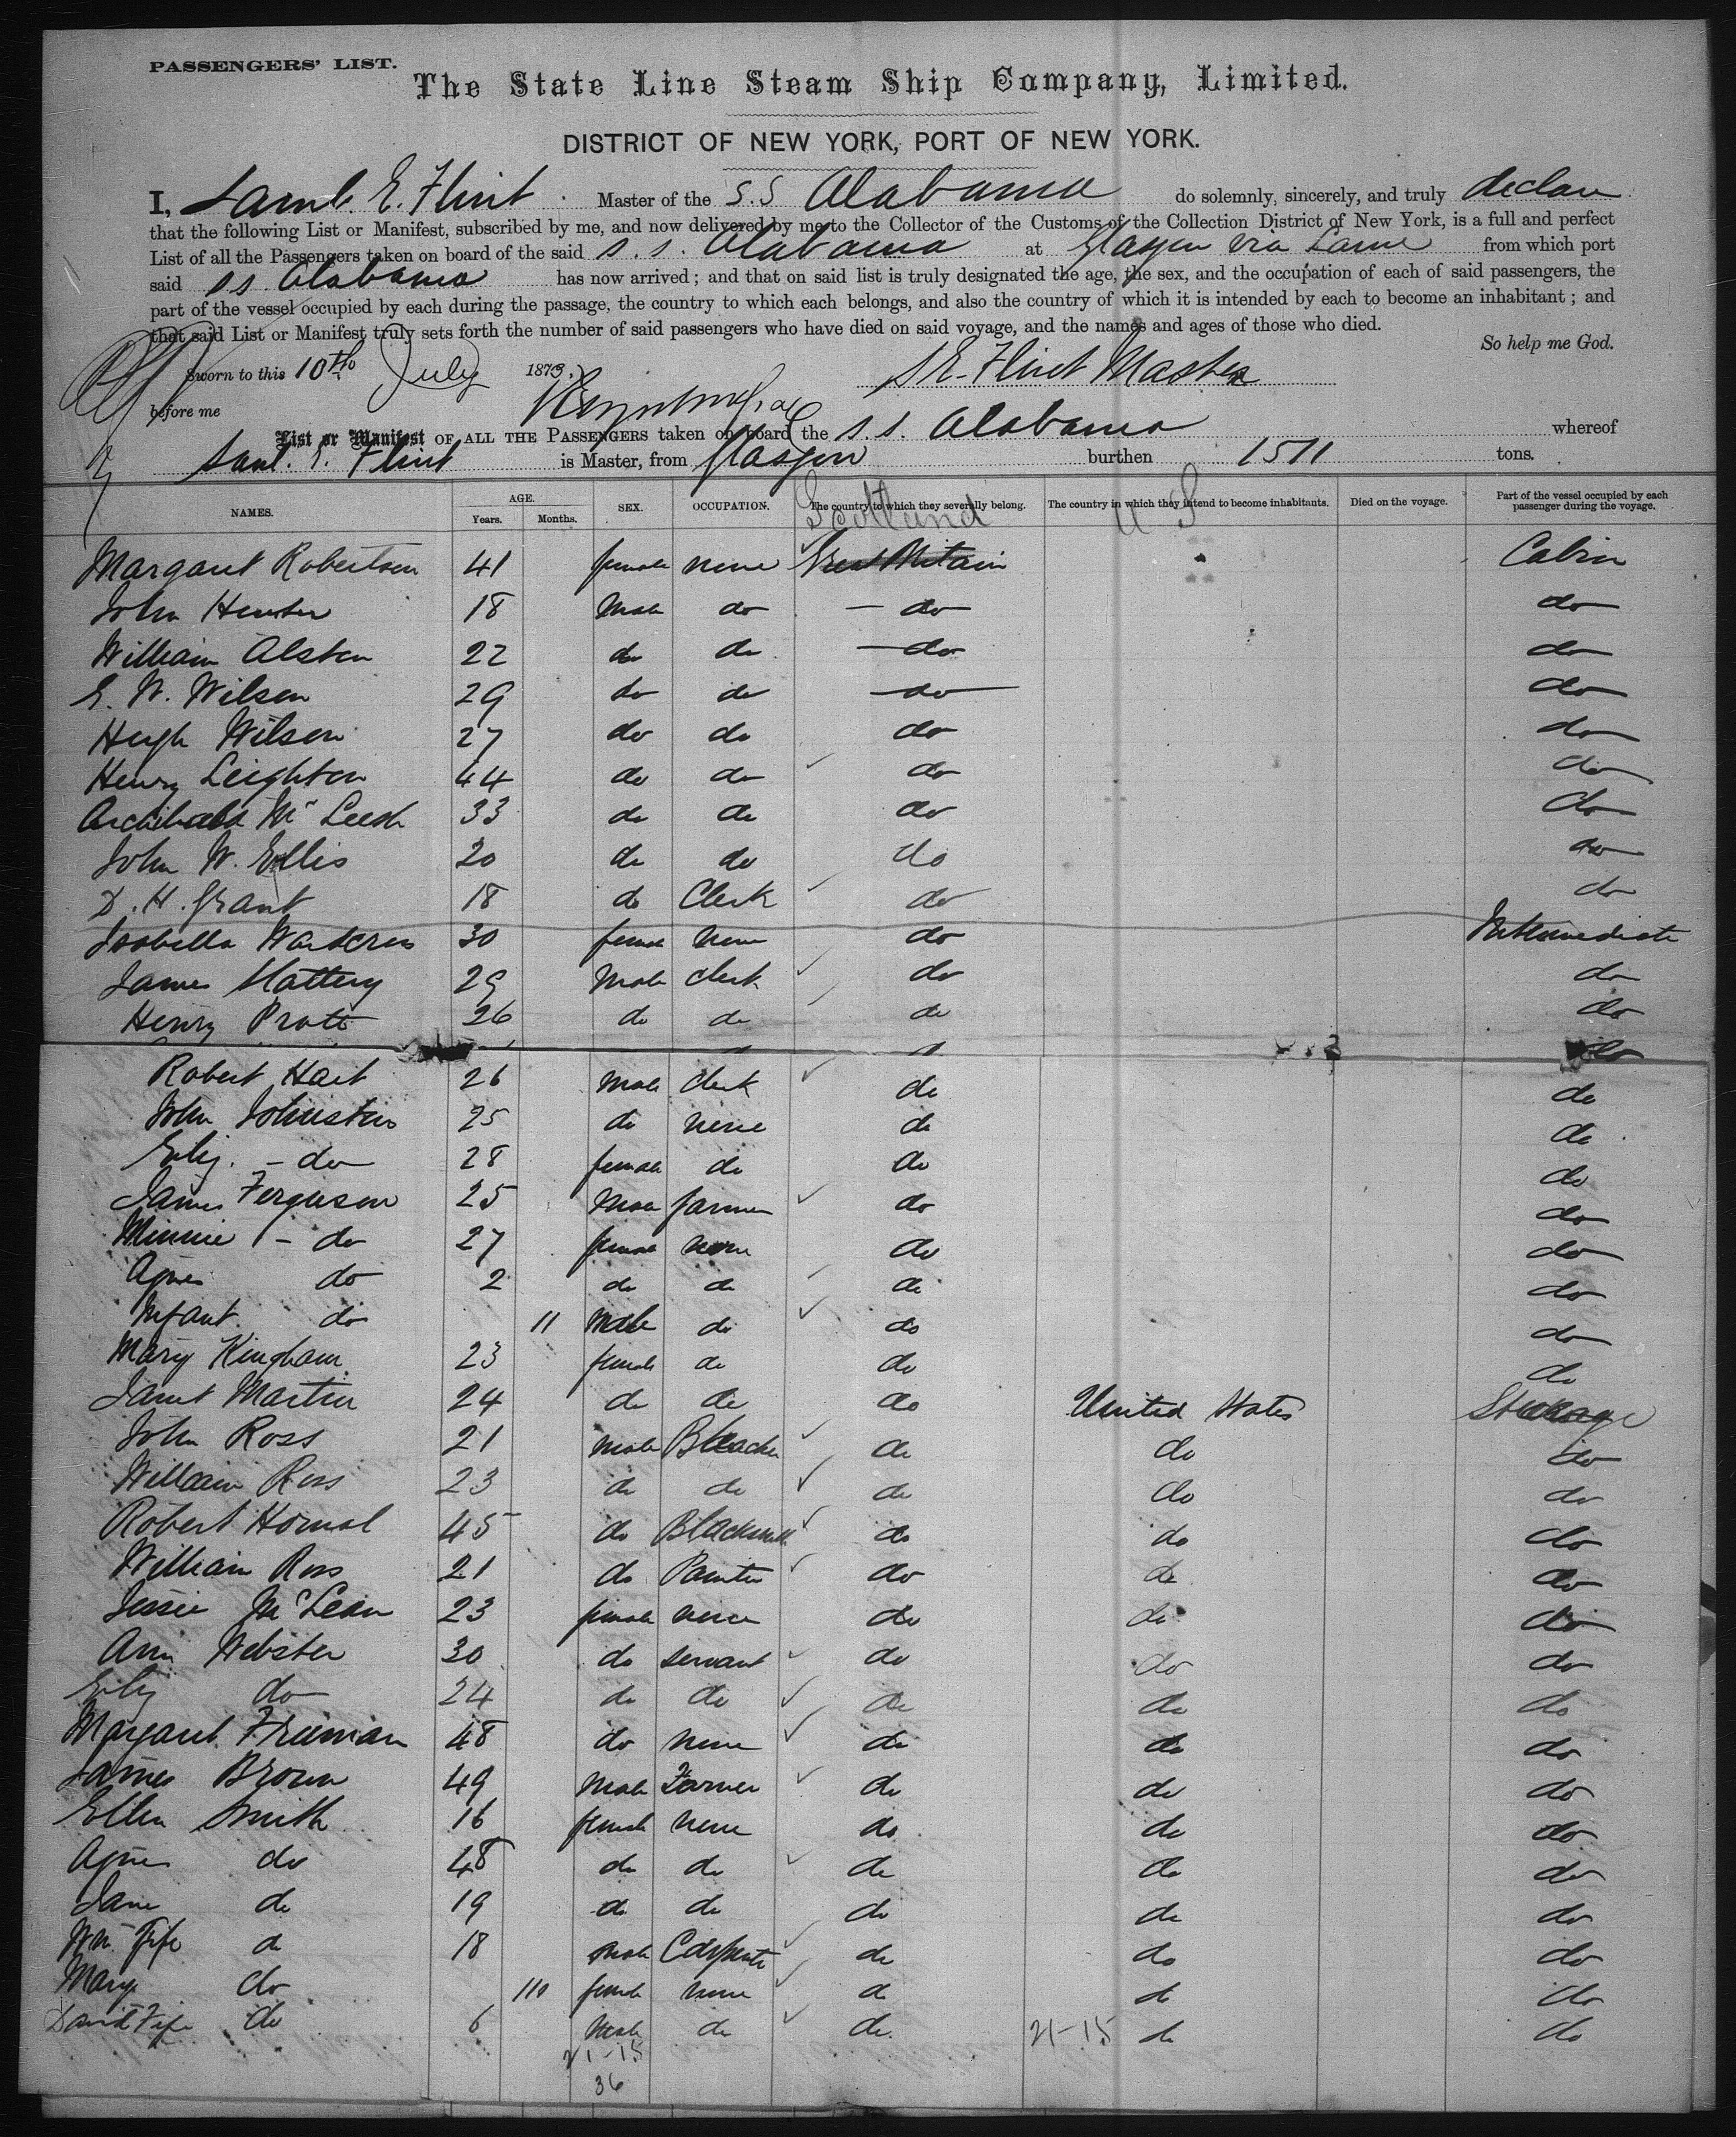 PASSENGERS' LIST.
The State Line Steam Ship Company, Limited.
DISTRICT OF NEW YORK, PORT OF NEW YORK.
I, Saml. E. Flint Master of the S.S Alabama do solemnly, sincerely, and truly declare
that the following List or Manifest, subscribed by me, and now delivered by me to the Collector of the Customs of the Collection District of New York, is a full and perfect
List of all the Passengers taken on board of the said s.s. Alabama at Glasgow via Larne from which port
said s s. Alabama has now arrived ; and that on said list is truly designated the age, the sex, and the occupation of each of said passengers, the
part of the vessel occupied by each during the passage, the country to which each belongs, and also the country of which it is intended by each to become an inhabitant ; and
that said List or Manifest truly sets forth the number of said passengers who have died on said voyage, and the names and ages of those who died.
So help me God.
Sworn to this 10th July 1873. S E. Flint Master
before me
List or Manifest OF ALL THE PASSENGERS taken on board the s.s. Alabama whereof
Saml. E. Flint is Master, from Glasgow burthen 1511 tons.
NAMES. AGE. Years. Months. SEX. OCCUPATION. The country to which they severally belong. The country in which they intend to become inhabitants. Died on the voyage. Part of the vessel occupied by each passenger during the voyage.
Scotland U S
Margaret Robertson 41 female none Great Britain Cabin
John Hunter 18 Male do do do
William Alston 22 do do do do
E. W. Wilson 29 do do do do
Hugh Wilson 27 do do do do
Henry Leighton 44 do do do do
Archibald Mc Leish 33 do do do do
John W. Ellis 20 do do do do
D. H. Grant 18 do Clerk do do
Isabella 30 female none do Intermediate
James Slattery 29 Male clerk do do
Henry Pratt 26 do do do do
do
Robert Hart 26 male clerk do do
John Johnston 25 do none do do
Eliz. do 28 female do do do
James Ferguson 25 Male farmer do do
Minnie do 27 female none do do
Agnes do 2 do do do do
Infant do 11 Male do do do
Mary Kingham 23 female do do do
Janet Martin 24 do do do United States Steerage
John Ross 21 male Bleacher do do do
William Ross 23 do do do do do
Robert 45 do Blacksmith do do do
William Ross 21 do Painter do do do
Jessie McLean 23 female none do do do
Ann Webster 30 do servant do do do
Eliz do 24 do do do do do
Margaret Freeman 48 do none do do do
James Brown 49 Male Farmer do do do
Ellen Smith 16 female none do do do
Agnes do 48 do do do do do
Jane do 19 do do do do do
Wm. Fife do 18 male Carpenter do do do
Mary do female none do do do
David Fife do 6 Male do do 21-15 do do
21-15
36